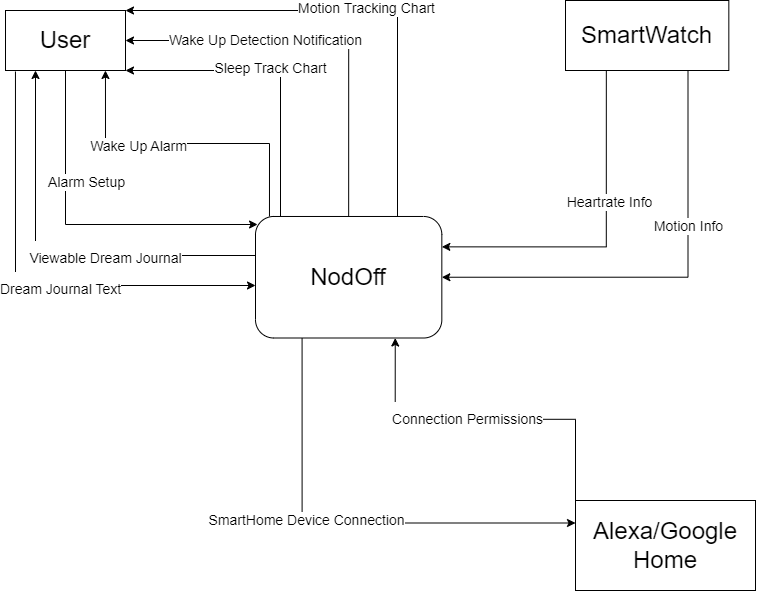 Motion Tracking Chart
User
SmartWatch
Wake Up Detection Notification
Sleep Track Chart
Wake Up Alarm
Alarm Setup
Heartrate Info
Motion Info
Viewable Dream Journal
NodOff
Dream Journal Text
Connection Permissions
SmartHome Device Connection
Alexa/Google
Home